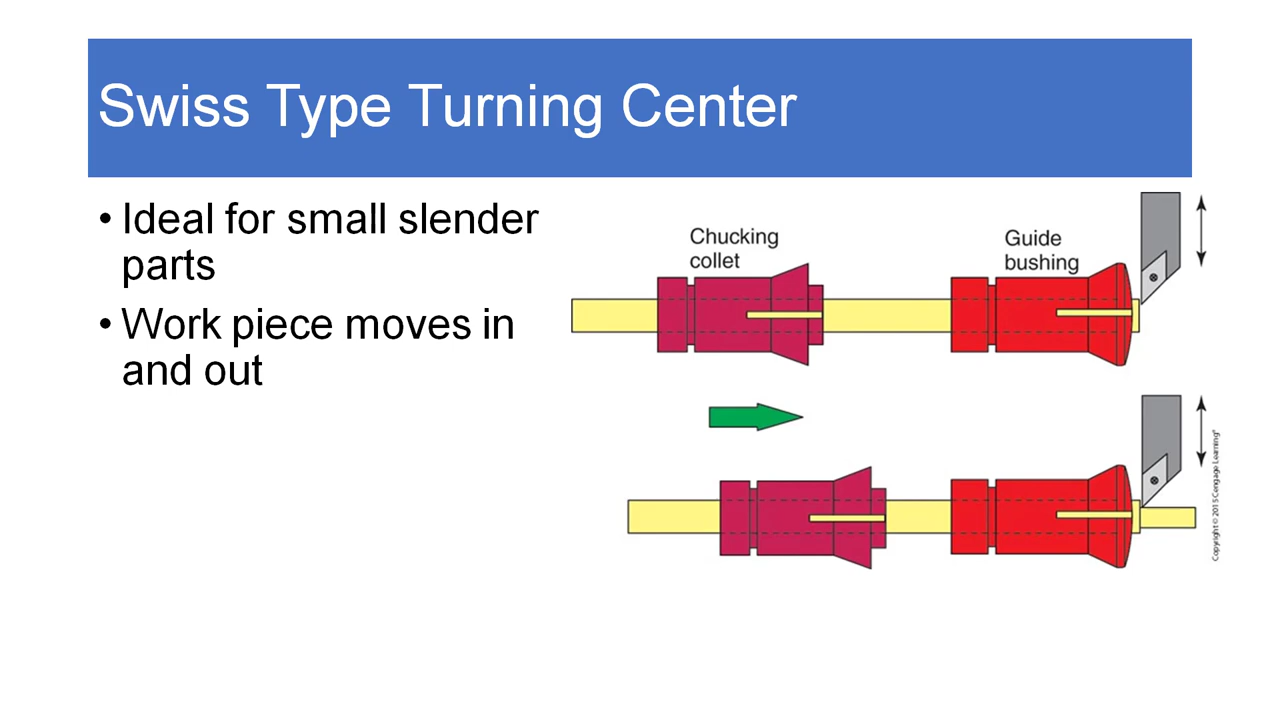 Swiss Type Turning Center
• Ideal for small slender
parts
• Work piece moves in
and out
Chucking
collet
Guide
bushing
Copyright © 2015 Cengage Learning®